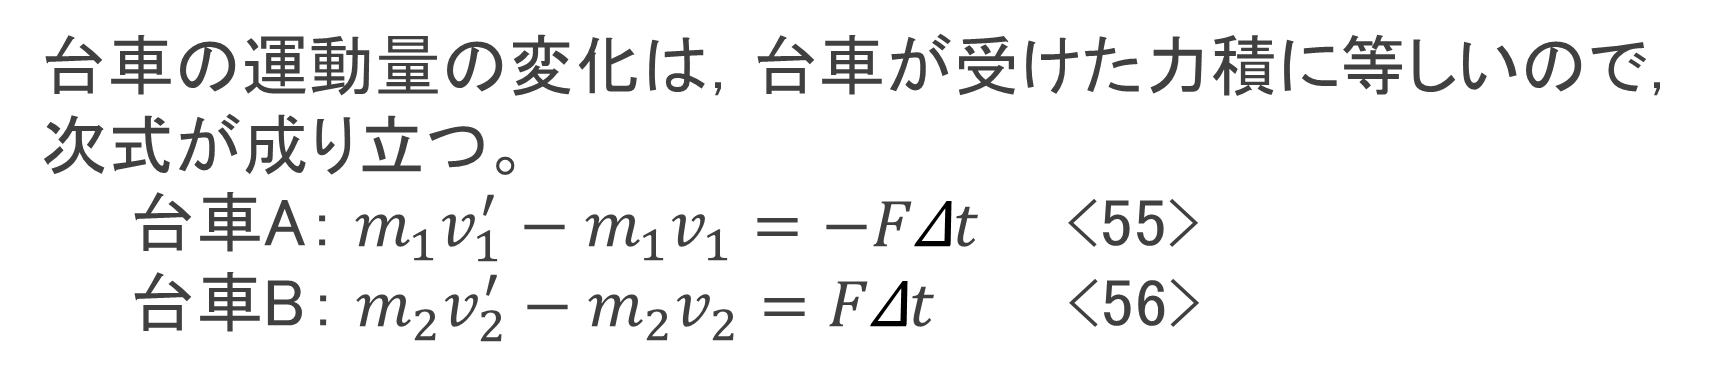 台車の運動量の変化は，台車が受けた力積に等しいので，
次式が成り立つ。
台車A： m₁v₁′ − m₁v₁ = −FΔt <55>
台車B： m₂v₂′ − m₂v₂ = FΔt <56>